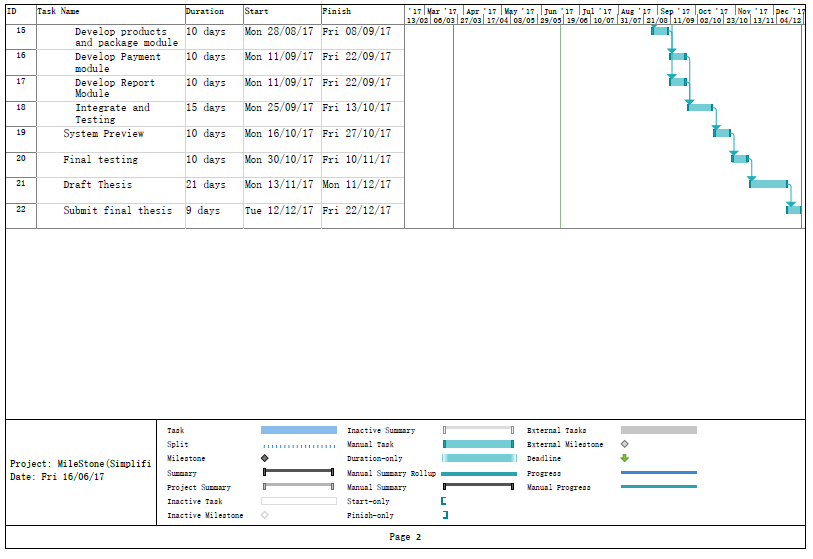 ID Task Name Duration Start Finish '17 Mar '17 Apr '17 May '17 Jun '17 Jul '17 Aug '17 Sep '17 Oct '17 Nov '17 Dec '17
13/02 06/03 27/03 17/04 08/05 29/05 19/06 10/07 31/07 21/08 11/09 02/10 23/10 13/11 04/12
15 Develop products 10 days Mon 28/08/17 Fri 08/09/17
and package module
16 Develop Payment 10 days Mon 11/09/17 Fri 22/09/17
module
17 Develop Report 10 days Mon 11/09/17 Fri 22/09/17
Module
18 Integrate and 15 days Mon 25/09/17 Fri 13/10/17
Testing
19 System Preview 10 days Mon 16/10/17 Fri 27/10/17
20 Final testing 10 days Mon 30/10/17 Fri 10/11/17
21 Draft Thesis 21 days Mon 13/11/17 Mon 11/12/17
22 Submit final thesis 9 days Tue 12/12/17 Fri 22/12/17
Project: MileStone(Simplifi
Date: Fri 16/06/17
Task Inactive Summary External Tasks
Split Manual Task External Milestone
Milestone Duration-only Deadline
Summary Manual Summary Rollup Progress
Project Summary Manual Summary Manual Progress
Inactive Task Start-only
Inactive Milestone Finish-only
Page 2